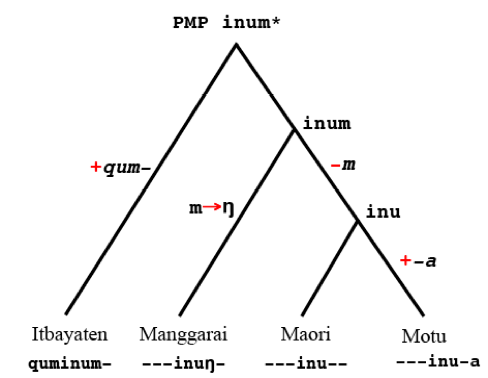 PMP inum*
inum
+qum-
-m
m→ŋ
inu
+-a
Itbayaten Manggarai Maori Motu
quminum- ---inuŋ- ---inu-- ---inu-a